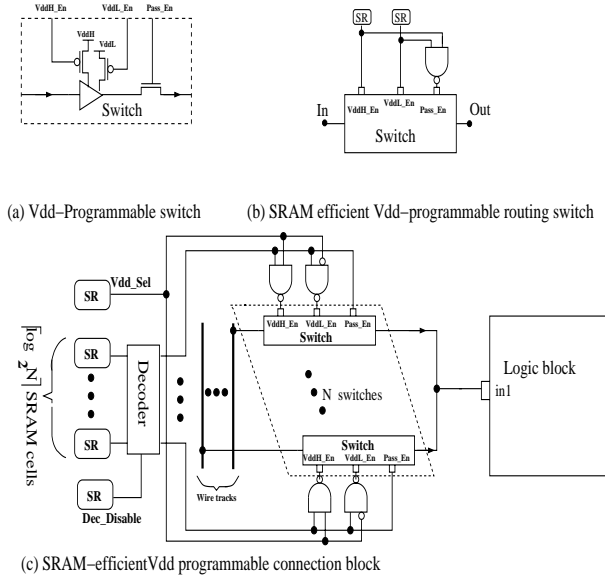 VddH_En VddL_En Pass_En
VddH
VddL
Switch
SR SR
VddH_En VddL_En Pass_En
In Out
Switch
(a) Vdd−Programmable switch
(b) SRAM efficient Vdd−programmable routing switch
SR
Vdd_Sel
SR
SR
SR
Dec_Disable
⌈log 2 N⌉ SRAM cells
Decoder
Wire tracks
VddH_En VddL_En Pass_En
Switch
N switches
Switch
VddH_En VddL_En Pass_En
Logic block
in1
(c) SRAM−efficientVdd programmable connection block